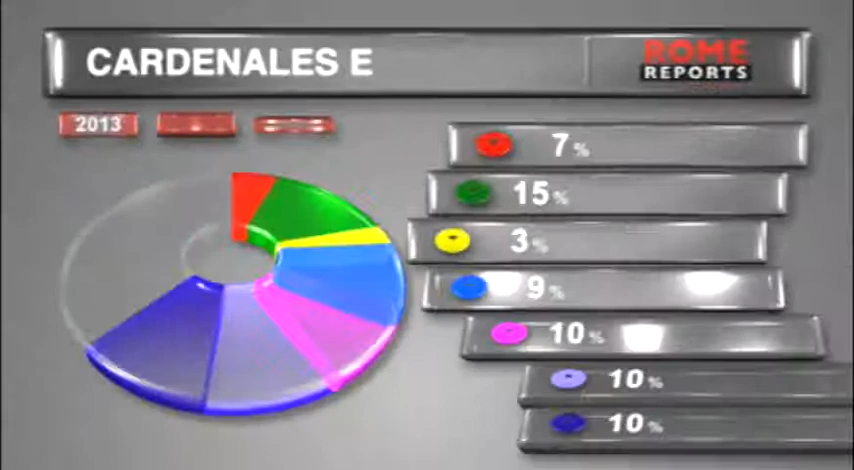 CARDENALES E
ROME
REPORTS
2013
7 %
15 %
3 %
9 %
10 %
10 %
10 %